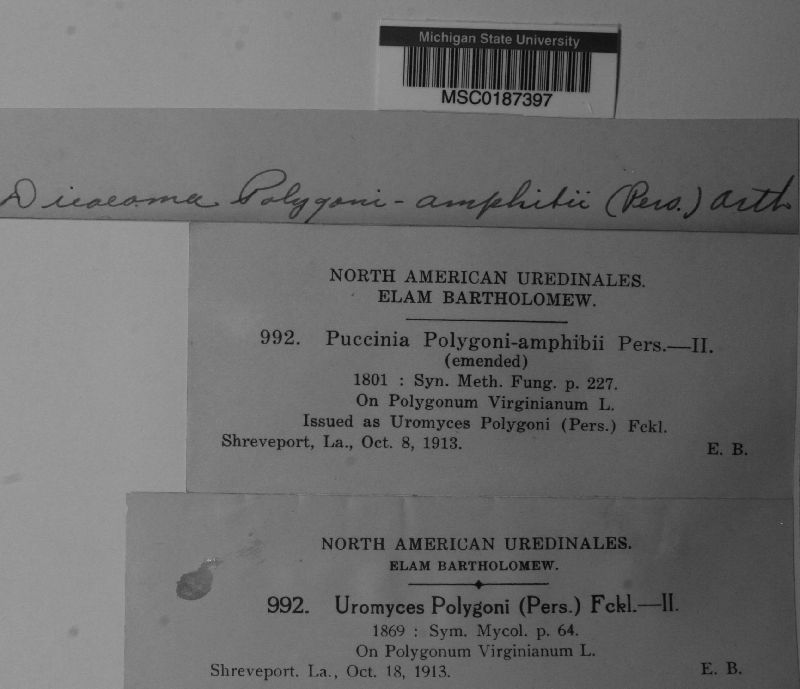 Michigan State University
MSC0187397
Dicaeoma Polygoni-amphibii (Pers.) Arth
NORTH AMERICAN UREDINALES.
ELAM BARTHOLOMEW.
992. Puccinia Polygoni-amphibii Pers.—II.
(emended)
1801 : Syn. Meth. Fung. p. 227.
On Polygonum Virginianum L.
Issued as Uromyces Polygoni (Pers.) Fckl.
Shreveport, La., Oct. 8, 1913.
E. B.
NORTH AMERICAN UREDINALES.
ELAM BARTHOLOMEW.
992. Uromyces Polygoni (Pers.) Fckl.—II.
1869 : Sym. Mycol. p. 64.
On Polygonum Virginianum L.
Shreveport. La., Oct. 18, 1913.
E. B.